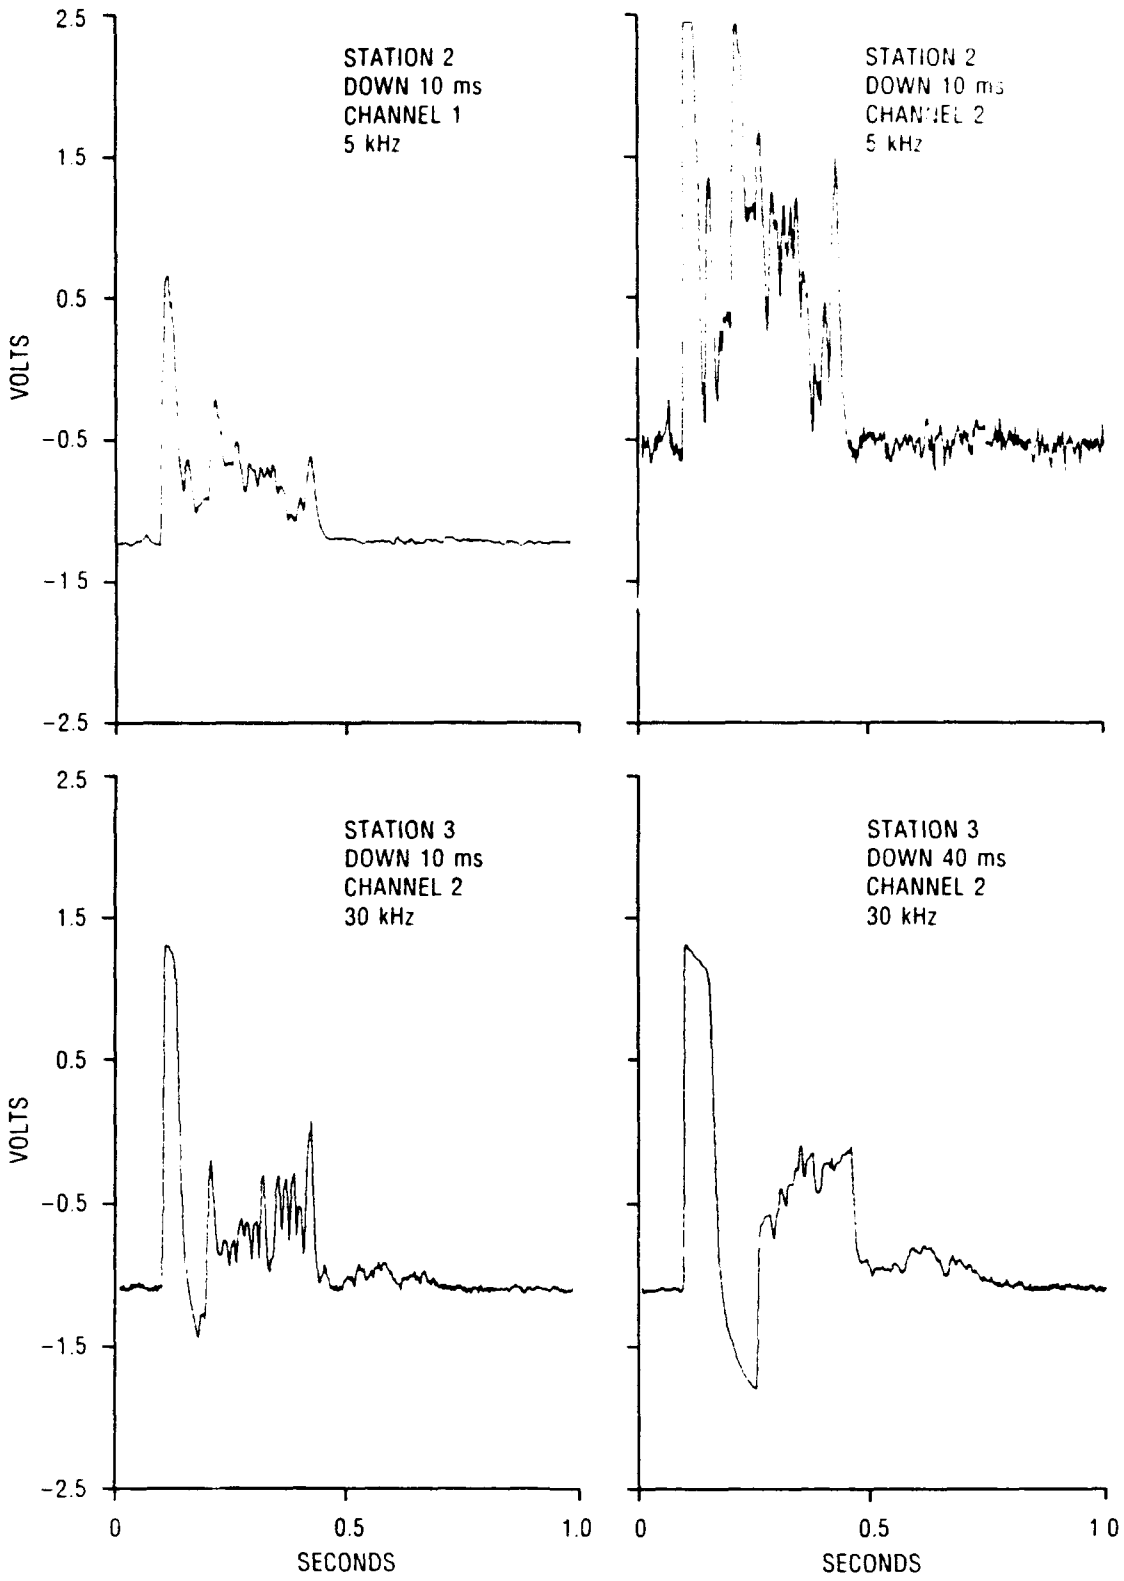 2.5
1.5
0.5
-0.5
-1 5
-2.5
VOLTS
STATION 2
DOWN 10 ms
CHANNEL 1
5 kHz
STATION 2
DOWN 10 ms
CHANNEL 2
5 kHz
2.5
1.5
0.5
-0.5
-1.5
-2.5
VOLTS
STATION 3
DOWN 10 ms
CHANNEL 2
30 kHz
STATION 3
DOWN 40 ms
CHANNEL 2
30 kHz
0
0.5
1.0
SECONDS
0
0.5
1 0
SECONDS